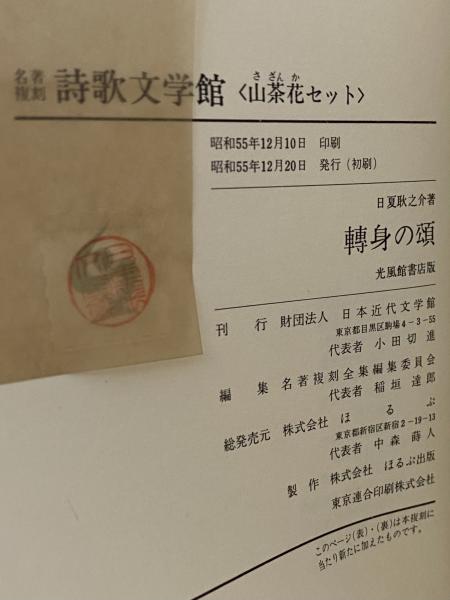 名著複刻 詩歌文学館〈山茶花セット〉
さざんか
昭和55年12月10日 印刷
昭和55年12月20日 発行(初刷)
日夏耿之介著
轉身の頌
光風館書店版
刊行 財団法人 日本近代文学館
東京都目黒区駒場4-3-55
代表者 小田切進
編集 名著複刻全集編集委員会
代表者 稲垣達郎
総発売元 株式会社 ほるぷ
東京都新宿区新宿2-19-13
代表者 中森蒔人
製作 株式会社 ほるぷ出版
東京連合印刷株式会社
このページ(表)・(裏)は本複刻に
当たり新たに加えたものです。